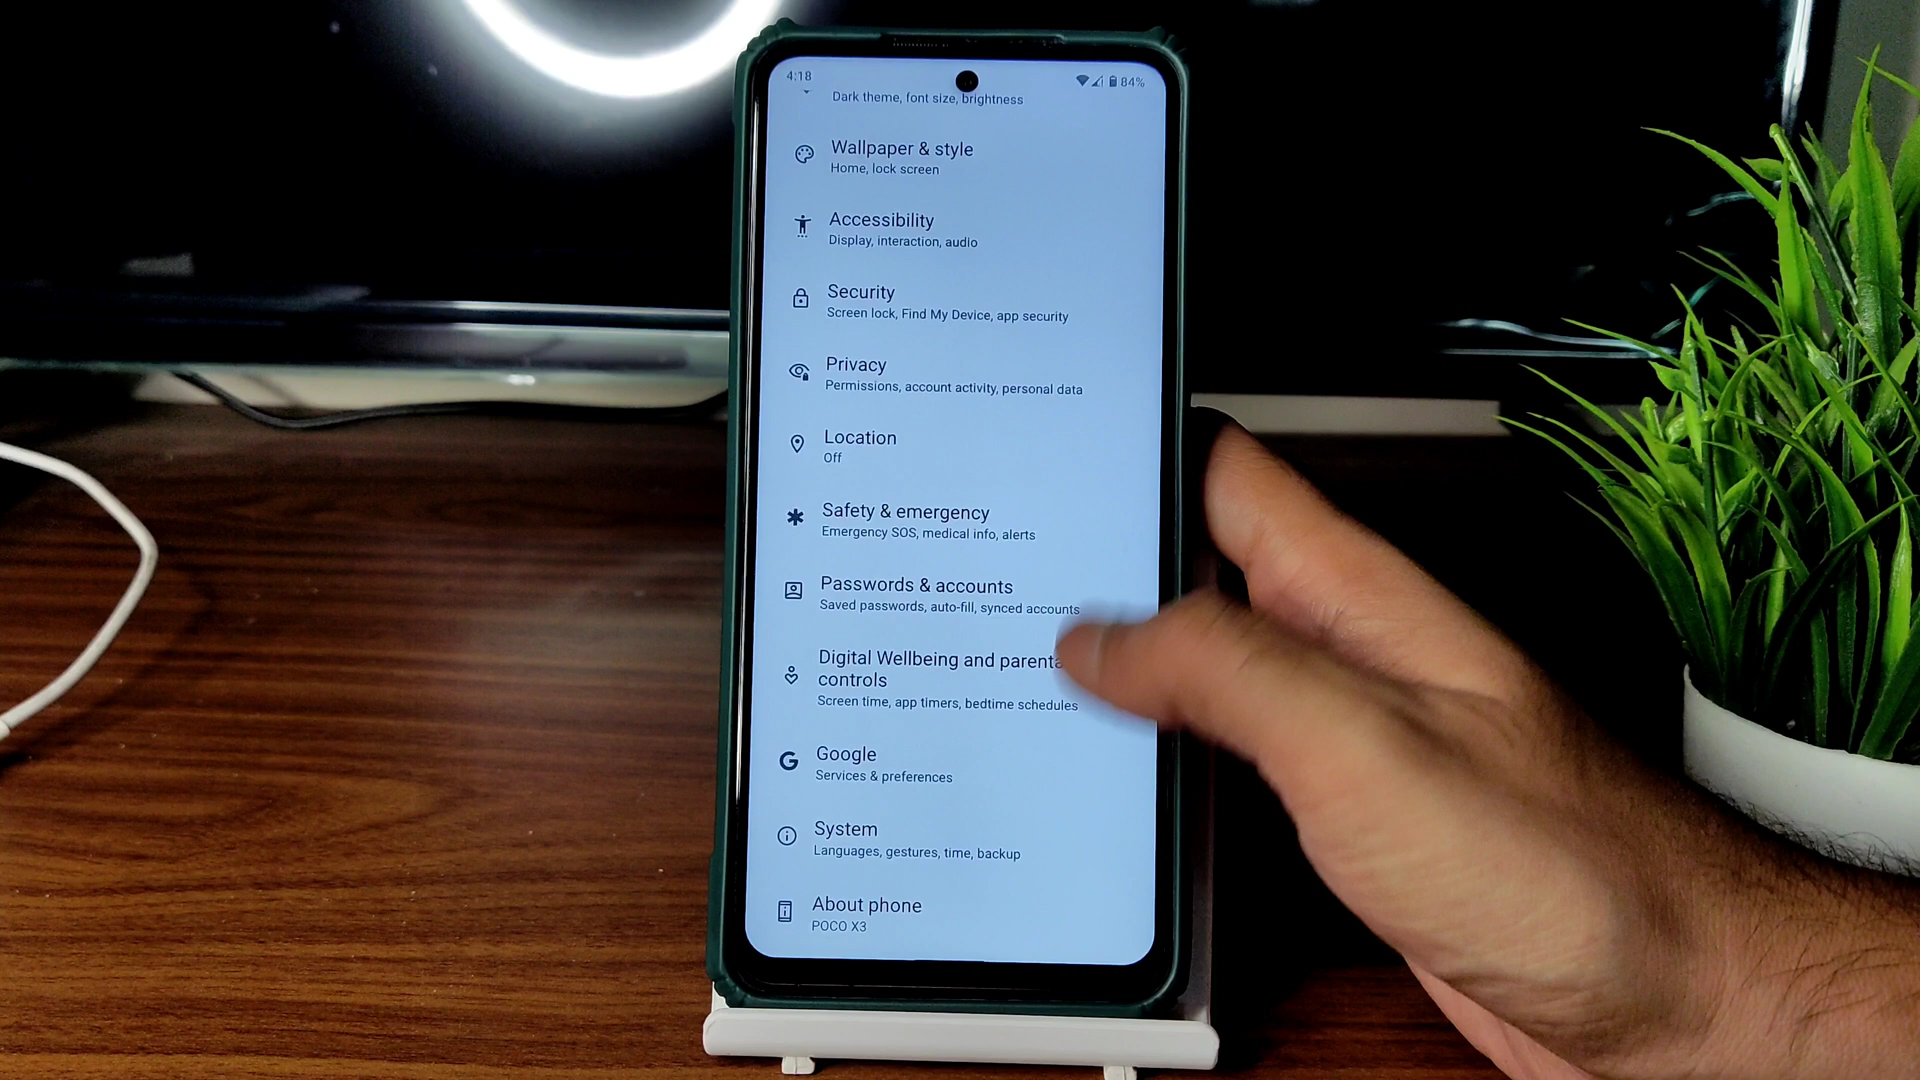 4:18
84%
Dark theme, font size, brightness
Wallpaper & style
Home, lock screen
Accessibility
Display, interaction, audio
Security
Screen lock, Find My Device, app security
Privacy
Permissions, account activity, personal data
Location
Off
Safety & emergency
Emergency SOS, medical info, alerts
Passwords & accounts
Saved passwords, auto-fill, synced accounts
Digital Wellbeing and parenta
controls
Screen time, app timers, bedtime schedules
G
Google
Services & preferences
System
Languages, gestures, time, backup
About phone
POCO X3